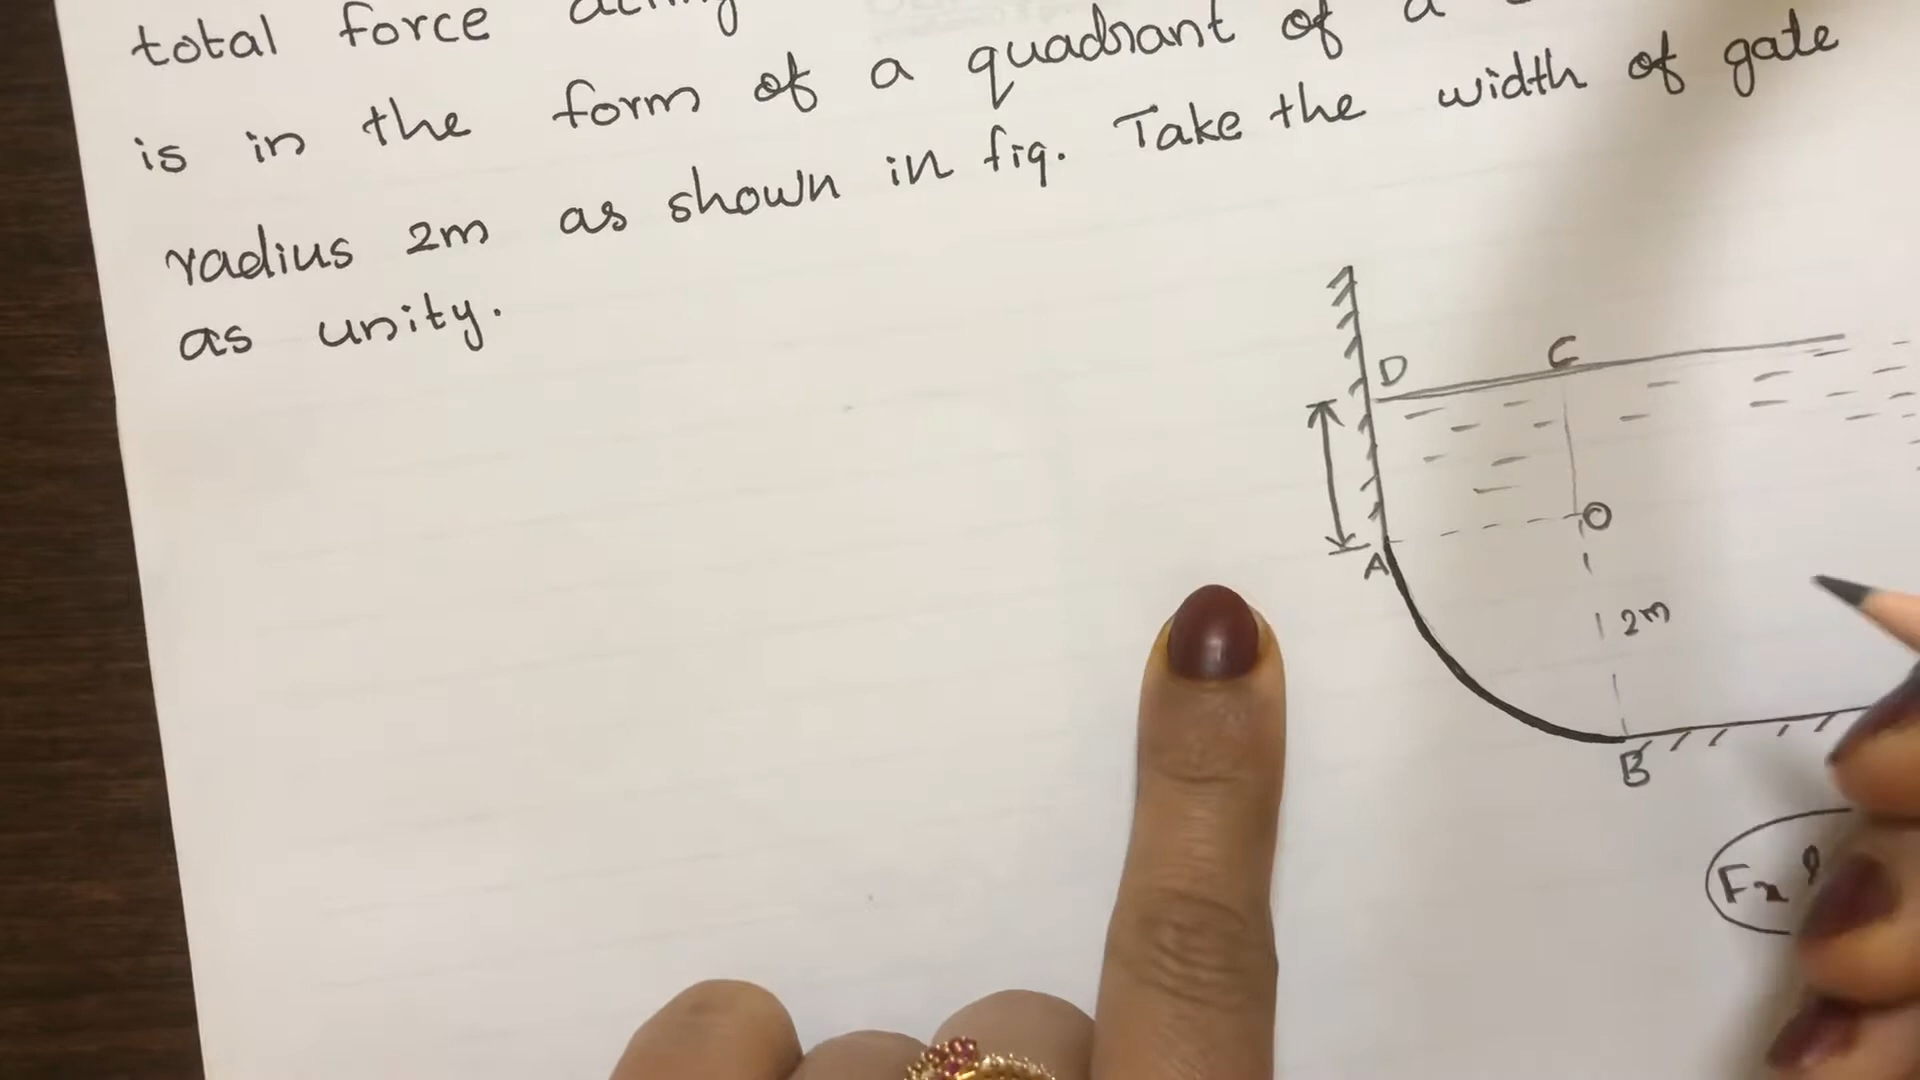 total force
is in the form of a quadrant of a
radius 2m as shown in fig. Take the width of gate
as unity.
D
C
O
A
2m
B
Fx